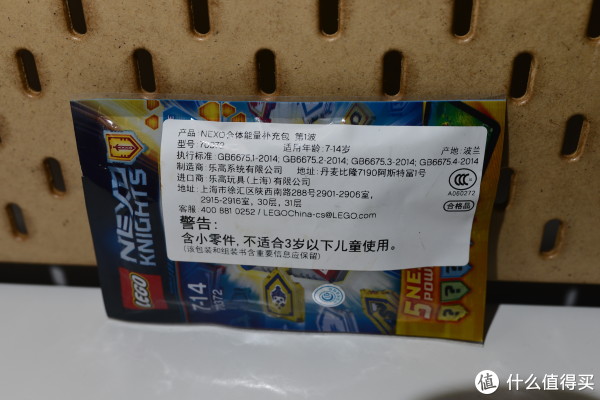 产品: NEXO合体能量补充包 第1波
型号: 70372 适用年龄: 7-14岁 产地: 波兰
执行标准: GB6675.1-2014; GB6675.2-2014; GB6675.3-2014; GB6675.4-2014
制造商: 乐高系统有限公司 地址: 丹麦比隆7190阿斯特富1号
进口商: 乐高玩具(上海)有限公司
地址: 上海市徐汇区陕西南路288号2901-2906室,
2915-2916室, 30层, 31层
客服 400 881 0252 / LEGOChina-cs@LEGO.com
警告:
含小零件, 不适合3岁以下儿童使用。
(该包装和组装书含重要信息应保留)
CCC
A060272
合格品
LEGO
NEXO
KNIGHTS
7-14
5 NE
POW
值 什么值得买